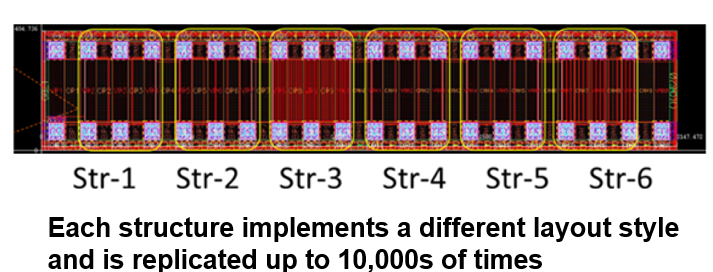 Str-1 Str-2 Str-3 Str-4 Str-5 Str-6
Each structure implements a different layout style
and is replicated up to 10,000s of times